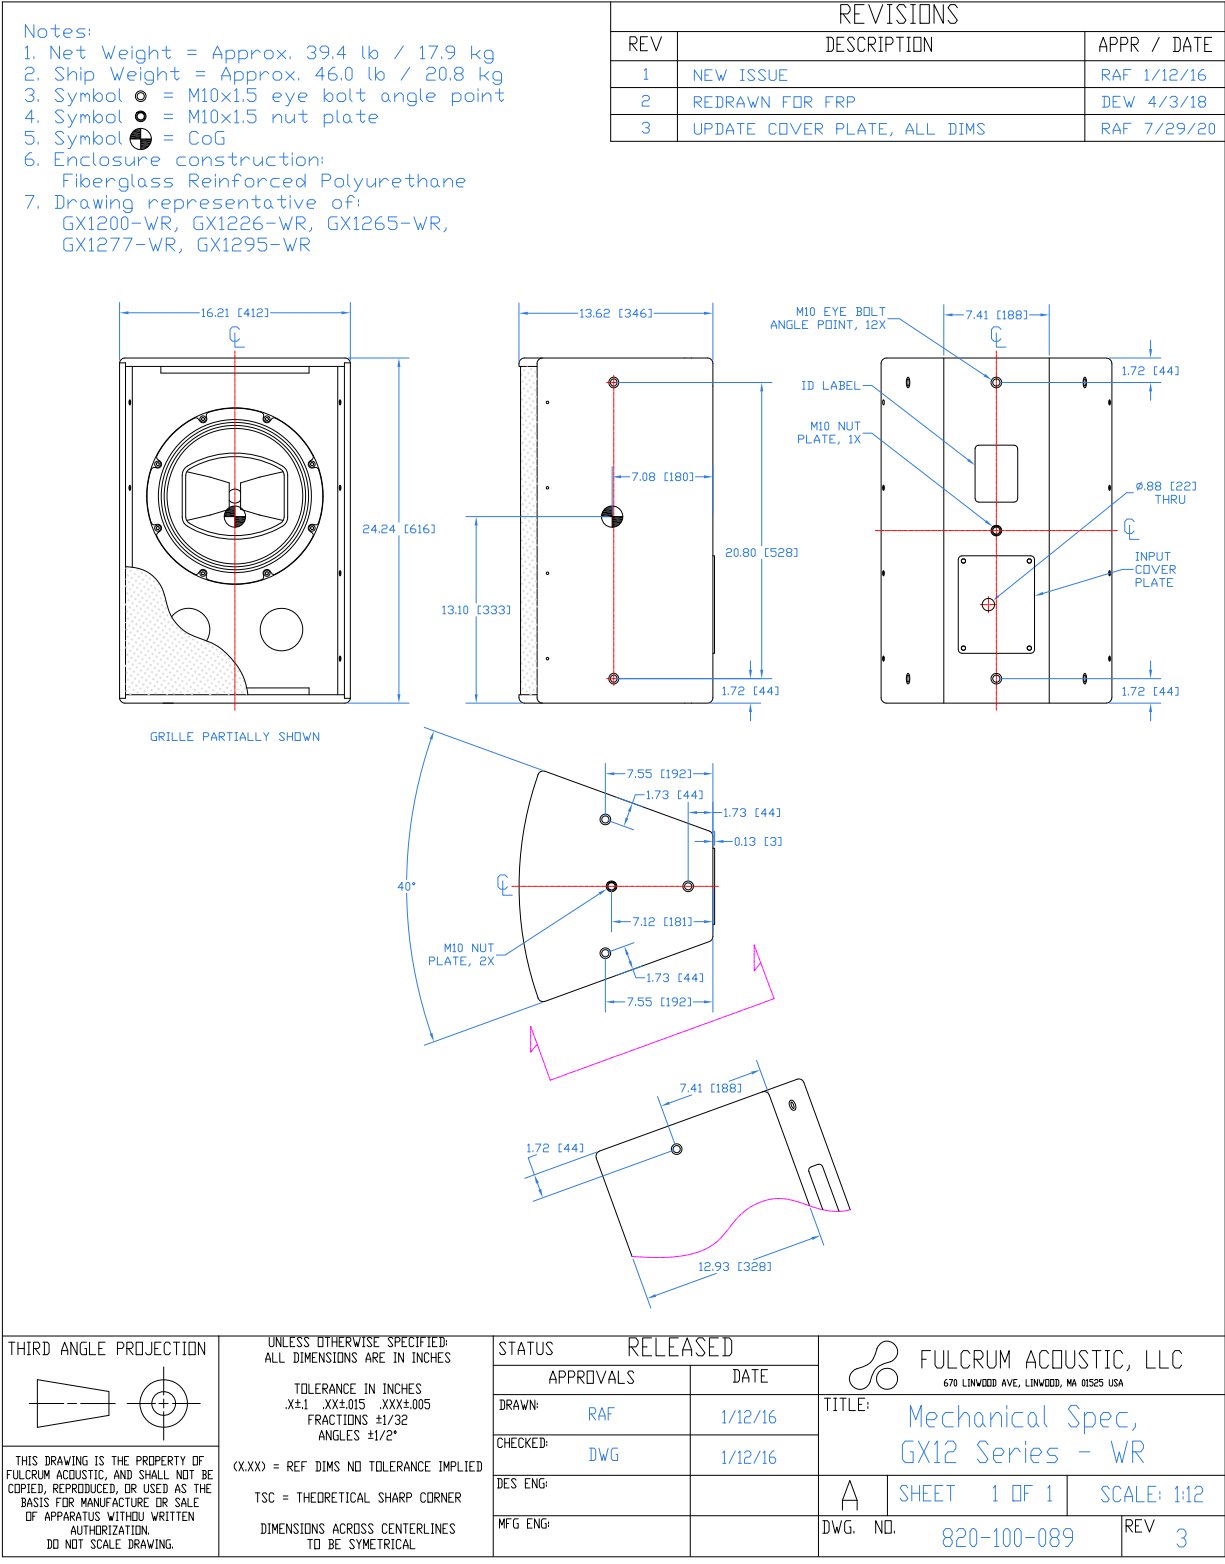 Notes:
1. Net Weight = Approx. 39.4 lb / 17.9 kg
2. Ship Weight = Approx. 46.0 lb / 20.8 kg
3. Symbol = M10x1.5 eye bolt angle point
4. Symbol = M10x1.5 nut plate
5. Symbol = CoG
6. Enclosure construction:
Fiberglass Reinforced Polyurethane
7. Drawing representative of:
GX1200-WR, GX1226-WR, GX1265-WR,
GX1277-WR, GX1295-WR
REVISIONS
REV DESCRIPTION APPR / DATE
1 NEW ISSUE RAF 1/12/16
2 REDRAWN FOR FRP DEW 4/3/18
3 UPDATE COVER PLATE, ALL DIMS RAF 7/29/20
16.21 [412]
CL
24.24 [616]
GRILLE PARTIALLY SHOWN
13.62 [346]
7.08 [180]
20.80 [528]
13.10 [333]
1.72 [44]
M10 EYE BOLT
ANGLE POINT, 12X
7.41 [188]
CL
1.72 [44]
ID LABEL
M10 NUT
PLATE, 1X
ø.88 [22]
THRU
CL
INPUT
COVER
PLATE
1.72 [44]
7.55 [192]
1.73 [44]
1.73 [44]
0.13 [3]
40°
CL
7.12 [181]
M10 NUT
PLATE, 2X
1.73 [44]
7.55 [192]
A
A
7.41 [188]
1.72 [44]
12.93 [328]
THIRD ANGLE PROJECTION
THIS DRAWING IS THE PROPERTY OF
FULCRUM ACOUSTIC, AND SHALL NOT BE
COPIED, REPRODUCED, OR USED AS THE
BASIS FOR MANUFACTURE OR SALE
OF APPARATUS WITHOU WRITTEN
AUTHORIZATION.
DO NOT SCALE DRAWING.
UNLESS OTHERWISE SPECIFIED:
ALL DIMENSIONS ARE IN INCHES
TOLERANCE IN INCHES
.X±.1 .XX±.015 .XXX±.005
FRACTIONS ±1/32
ANGLES ±1/2°
(X.XX) = REF DIMS NO TOLERANCE IMPLIED
TSC = THEORETICAL SHARP CORNER
DIMENSIONS ACROSS CENTERLINES
TO BE SYMETRICAL
STATUS RELEASED
APPROVALS DATE
DRAWN: RAF 1/12/16
CHECKED: DWG 1/12/16
DES ENG:
MFG ENG:
FULCRUM ACOUSTIC, LLC
670 LINWOOD AVE, LINWOOD, MA 01525 USA
TITLE: Mechanical Spec,
GX12 Series - WR
A SHEET 1 OF 1 SCALE: 1:12
DWG. NO. 820-100-089 REV 3